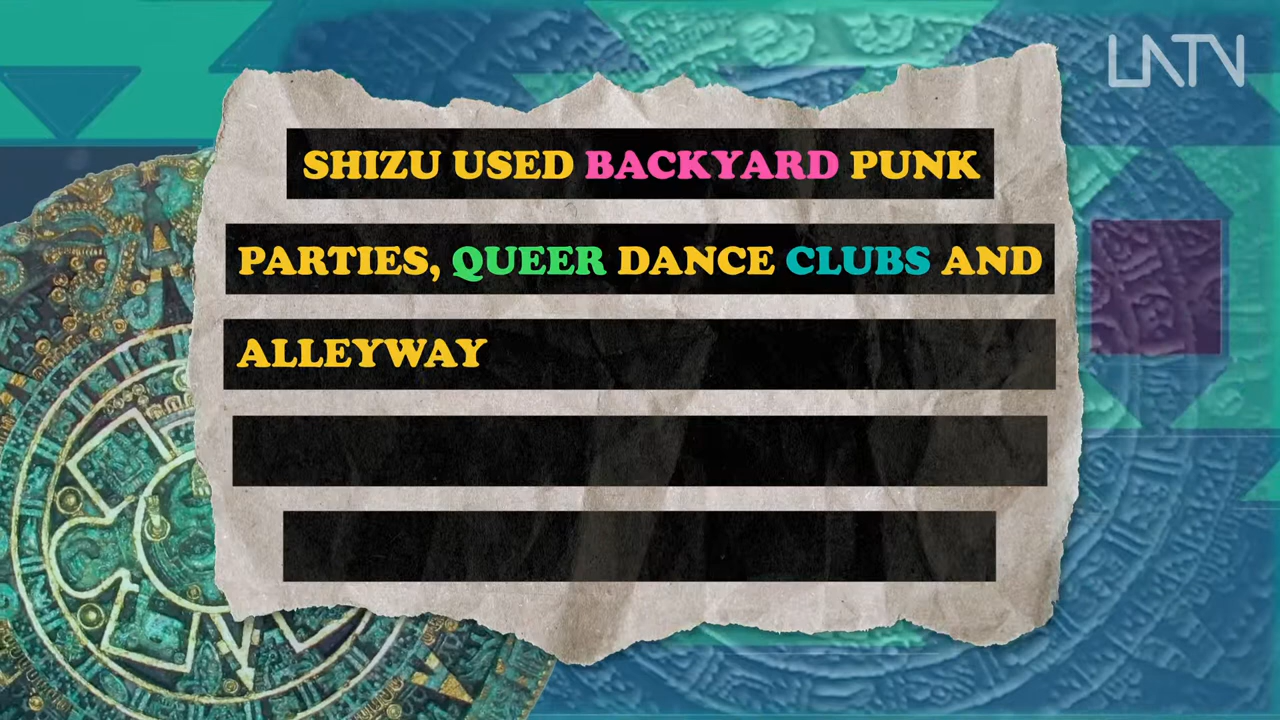 LATV
SHIZU USED BACKYARD PUNK
PARTIES, QUEER DANCE CLUBS AND
ALLEYWAY